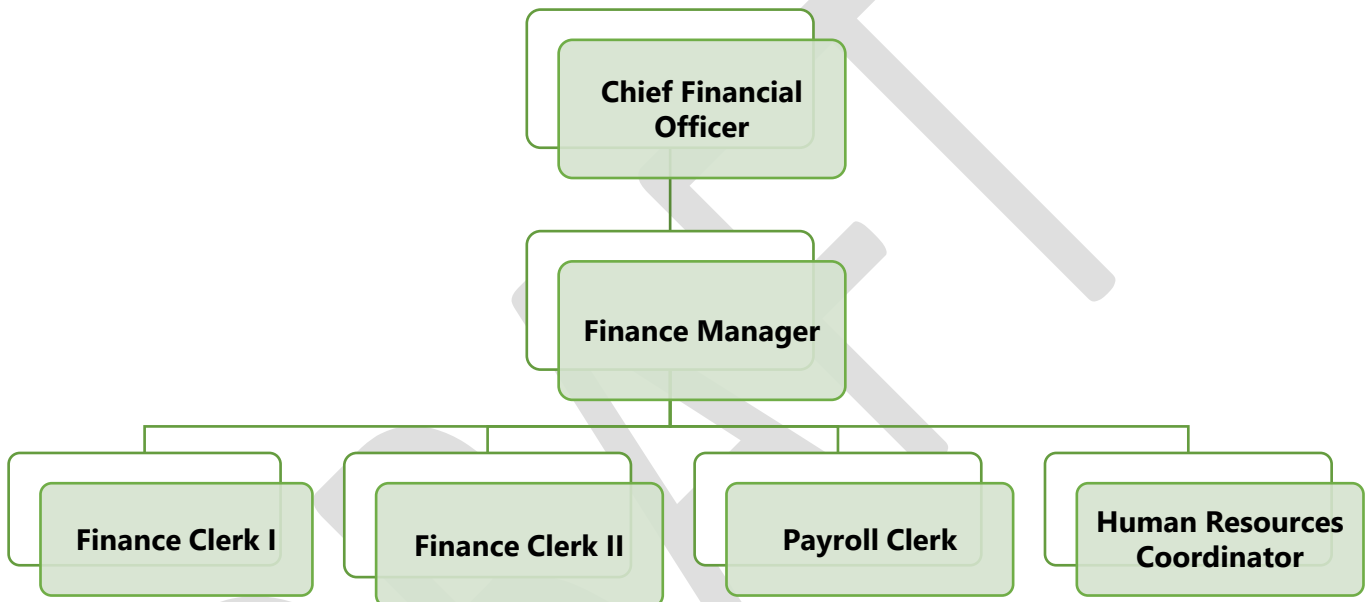 Chief Financial
Officer
Finance Manager
Finance Clerk I
Finance Clerk II
Payroll Clerk
Human Resources
Coordinator